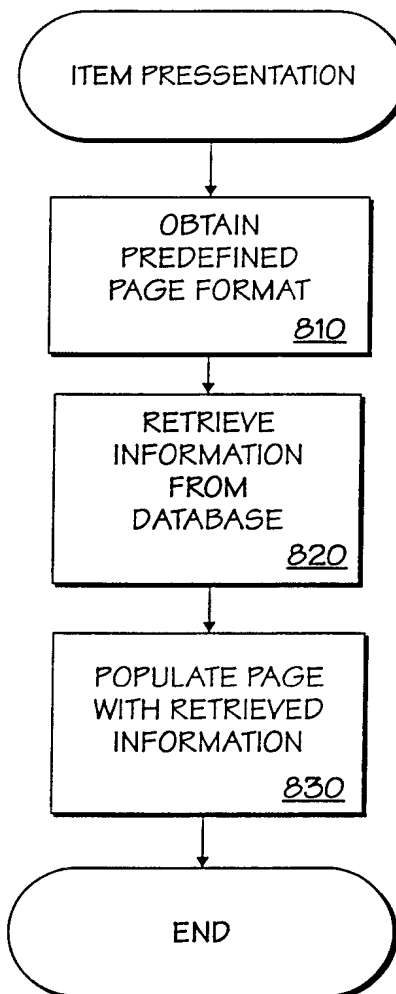 ITEM PRESSENTATION
OBTAIN
PREDEFINED
PAGE FORMAT
810
RETRIEVE
INFORMATION
FROM
DATABASE
820
POPULATE PAGE
WITH RETRIEVED
INFORMATION
830
END